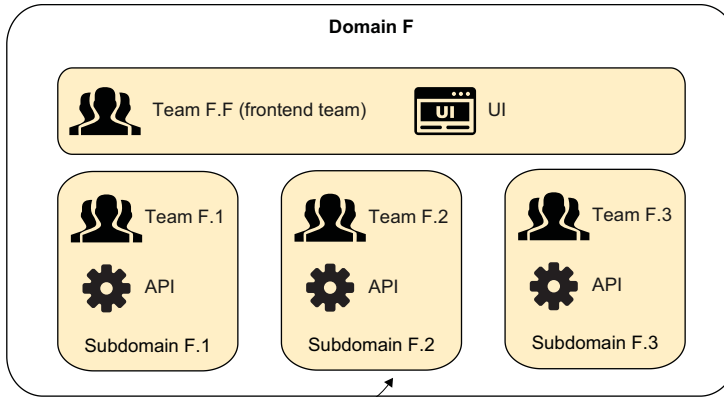 Domain F
Team F.F (frontend team)
UI
UI
Team F.1
API
Subdomain F.1
Team F.2
API
Subdomain F.2
Team F.3
API
Subdomain F.3